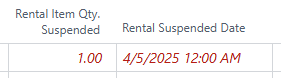 Rental Item Qty.
Suspended
Rental Suspended Date
1.00
4/5/2025 12:00 AM